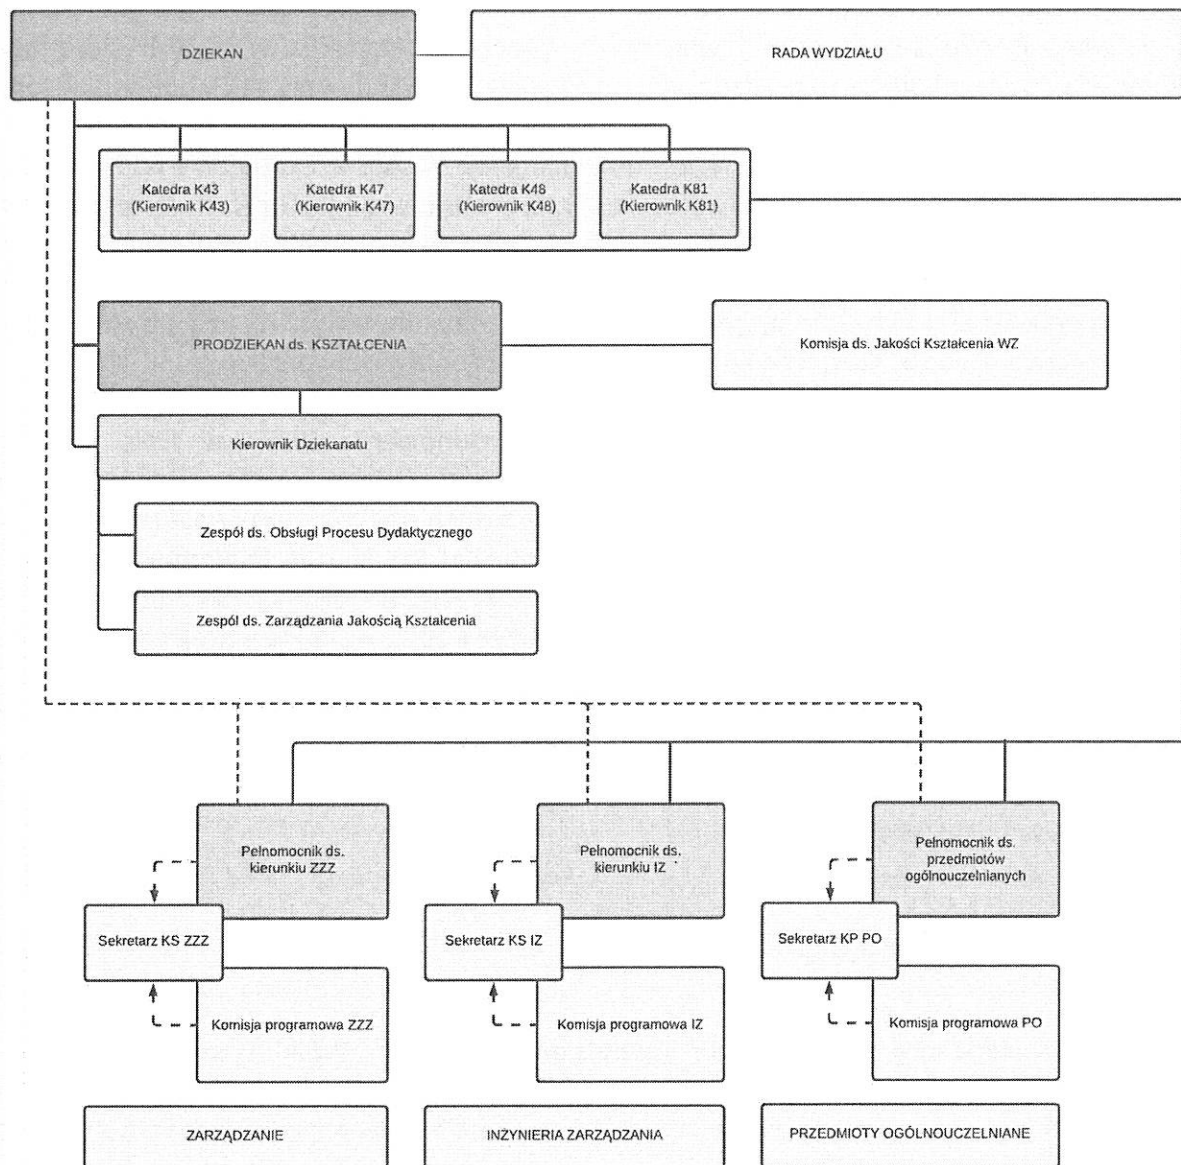 DZIEKAN
RADA WYDZIAŁU
Katedra K43
(Kierownik K43)
Katedra K47
(Kierownik K47)
Katedra K48
(Kierownik K48)
Katedra K81
(Kierownik K81)
PRODZIEKAN ds. KSZTAŁCENIA
Komisja ds. Jakości Kształcenia WZ
Kierownik Dziekanatu
Zespół ds. Obsługi Procesu Dydaktycznego
Zespół ds. Zarządzania Jakością Kształcenia
Pełnomocnik ds.
kierunkiu ZZZ
Pełnomocnik ds.
kierunku IZ
Pełnomocnik ds.
przedmiotów
ogólnouczelnianych
Sekretarz KS ZZZ
Sekretarz KS IZ
Sekretarz KP PO
Komisja programowa ZZZ
Komisja programowa IZ
Komisja programowa PO
ZARZĄDZANIE
INŻYNIERIA ZARZĄDZANIA
PRZEDMIOTY OGÓLNOUCZELNIANE